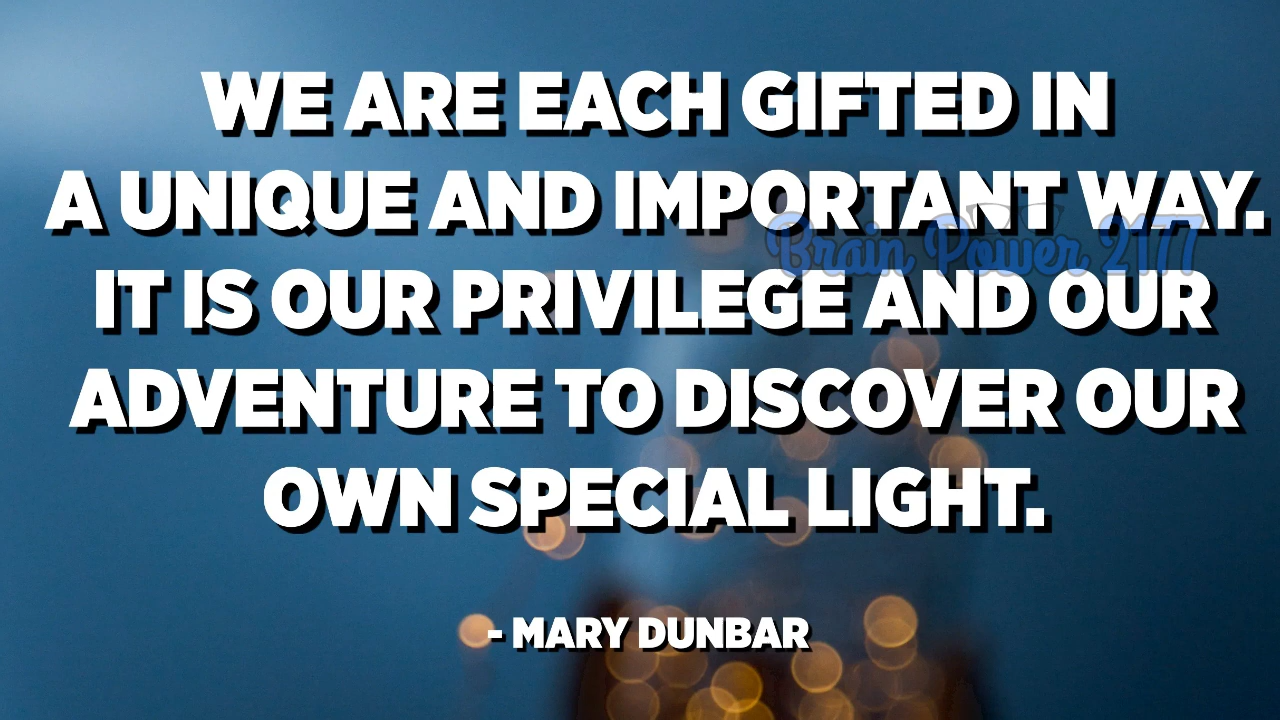 WE ARE EACH GIFTED IN
A UNIQUE AND IMPORTANT WAY.
Brain Power 2177
IT IS OUR PRIVILEGE AND OUR
ADVENTURE TO DISCOVER OUR
OWN SPECIAL LIGHT.
- MARY DUNBAR